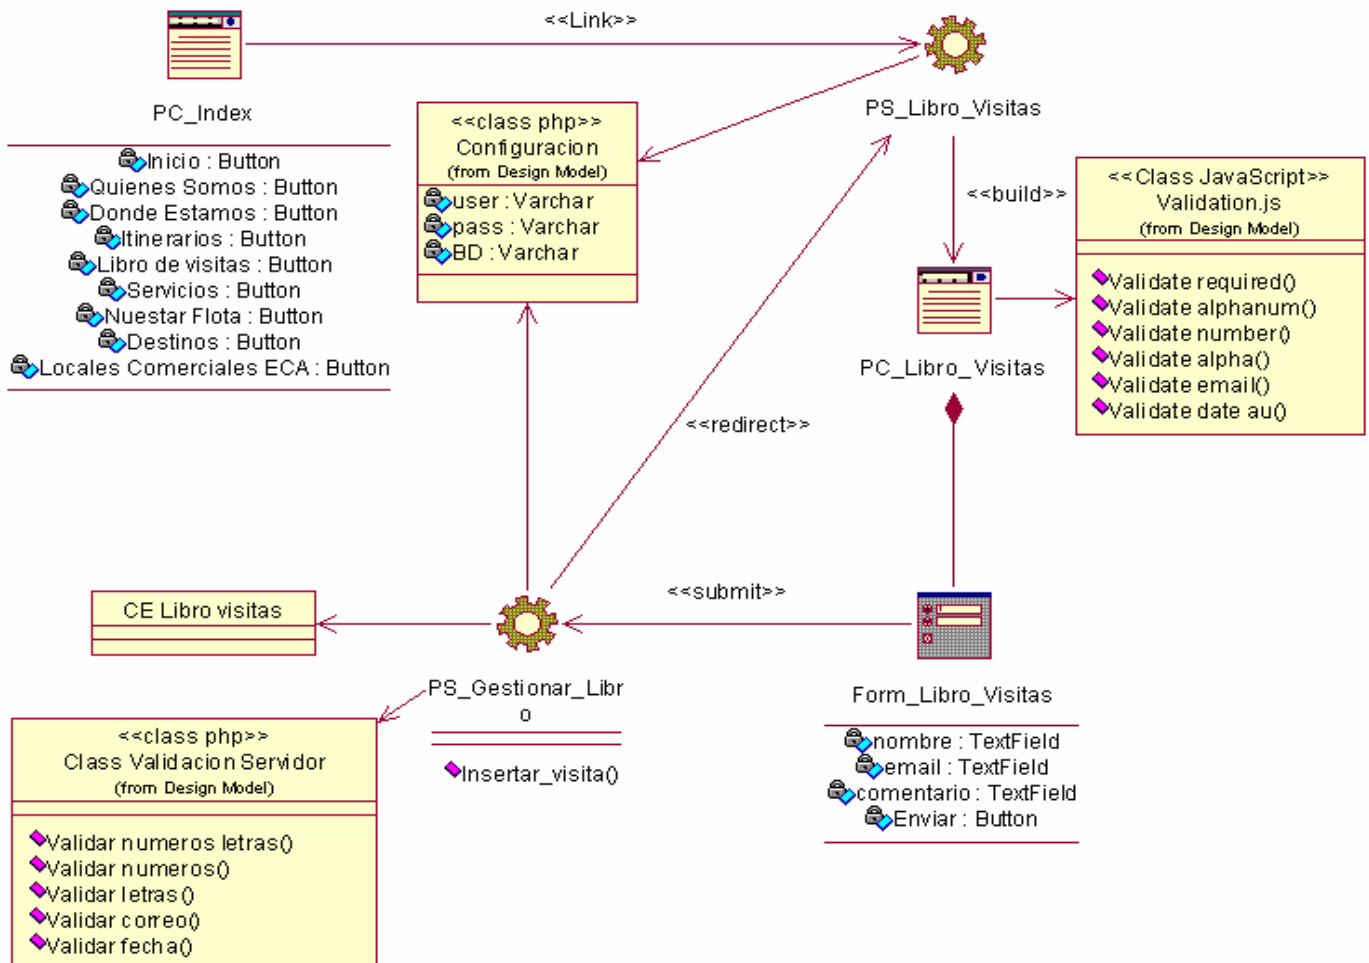 <<Link>>
PC_Index
Inicio : Button
Quienes Somos : Button
Donde Estamos : Button
Itinerarios : Button
Libro de visitas : Button
Servicios : Button
Nuestar Flota : Button
Destinos : Button
Locales Comerciales ECA : Button
<<class php>>
Configuracion
(from Design Model)
user : Varchar
pass : Varchar
BD : Varchar
PS_Libro_Visitas
<<build>>
<<Class JavaScript>>
Validation.js
(from Design Model)
Validate required()
Validate alphanum()
Validate number()
Validate alpha()
Validate email()
Validate date au()
PC_Libro_Visitas
<<redirect>>
<<submit>>
CE Libro visitas
PS_Gestionar_Libr
o
Insertar_visita()
Form_Libro_Visitas
nombre : TextField
email : TextField
comentario : TextField
Enviar : Button
<<class php>>
Class Validacion Servidor
(from Design Model)
Validar numeros letras()
Validar numeros()
Validar letras()
Validar correo()
Validar fecha()